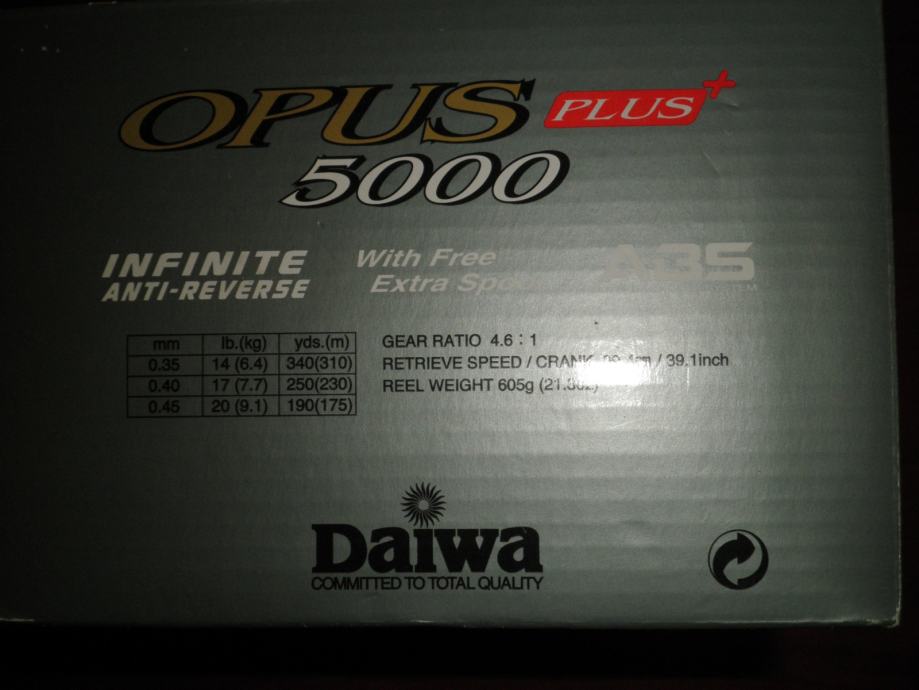 OPUS PLUS+
5000
INFINITE
ANTI-REVERSE
With Free
Extra
ABS
mm lb.(kg) yds.(m)
0.35 14 (6.4) 340(310)
0.40 17 (7.7) 250(230)
0.45 20 (9.1) 190(175)
GEAR RATIO 4.6 : 1
RETRIEVE SPEED / CRANK / 39.1inch
REEL WEIGHT 605g
Daiwa
COMMITTED TO TOTAL QUALITY